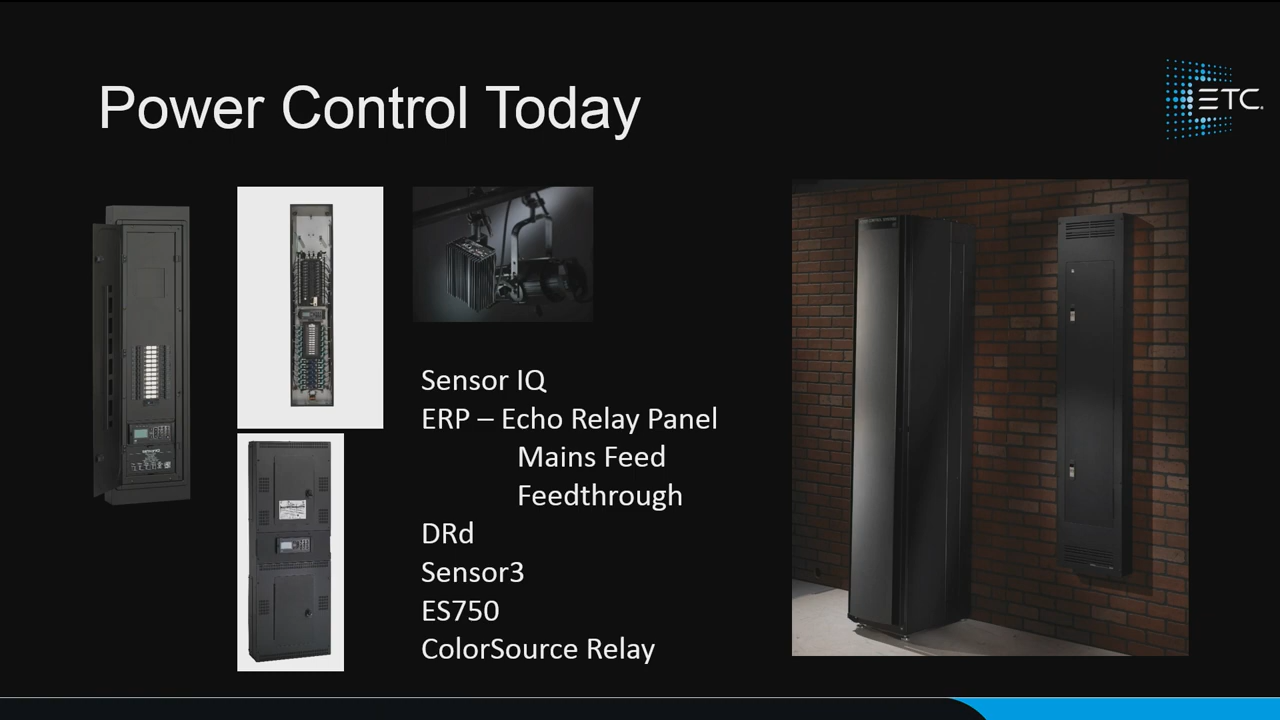 Power Control Today
ETC.
Sensor IQ
ERP – Echo Relay Panel
Mains Feed
Feedthrough
DRd
Sensor3
ES750
ColorSource Relay